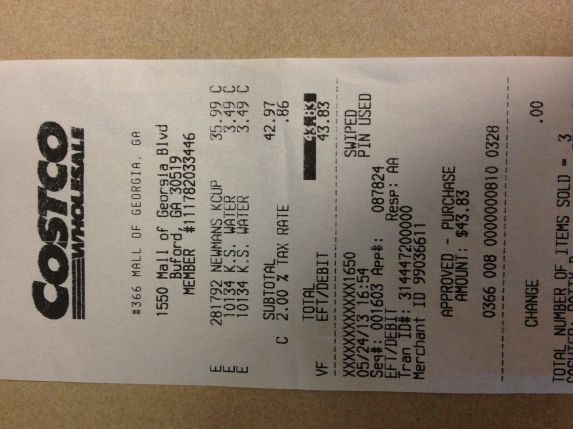 COSTCO
WHOLESALE
#366 MALL OF GEORGIA, GA
1550 Mall of Georgia Blvd
Buford, GA 30519
MEMBER #111782033446
E 281792 NEWMANS KCUP 35.99 C
E 10134 K.S. WATER 3.49 C
E 10134 K.S. WATER 3.49 C
SUBTOTAL 42.97
C 2.00 % TAX RATE .86
TOTAL 43.83
VF EFT/DEBIT 43.83
XXXXXXXXXXXX1650 SWIPED
05/24/13 16:54 PIN USED
Seq#: 001603 App#: 087824
EFT/DEBIT Resp: AA
Tran ID#: 314447200000
Merchant ID 99036611
APPROVED - PURCHASE
AMOUNT: $43.83
0366 008 0000000810 0328
CHANGE .00
TOTAL NUMBER OF ITEMS SOLD = 3